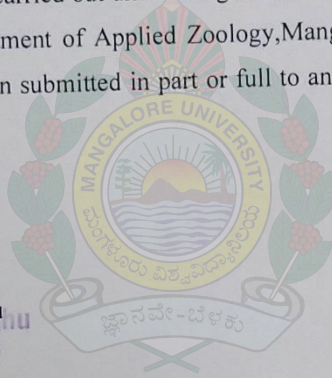 ment of Applied Zoology,Mang
n submitted in part or full to an
MANGALORE UNIVERSITY
ಮಂಗಳೂರು ವಿಶ್ವವಿದ್ಯಾನಿಲಯ
hu
ಜ್ಞಾನವೇ-ಬೆಳಕು